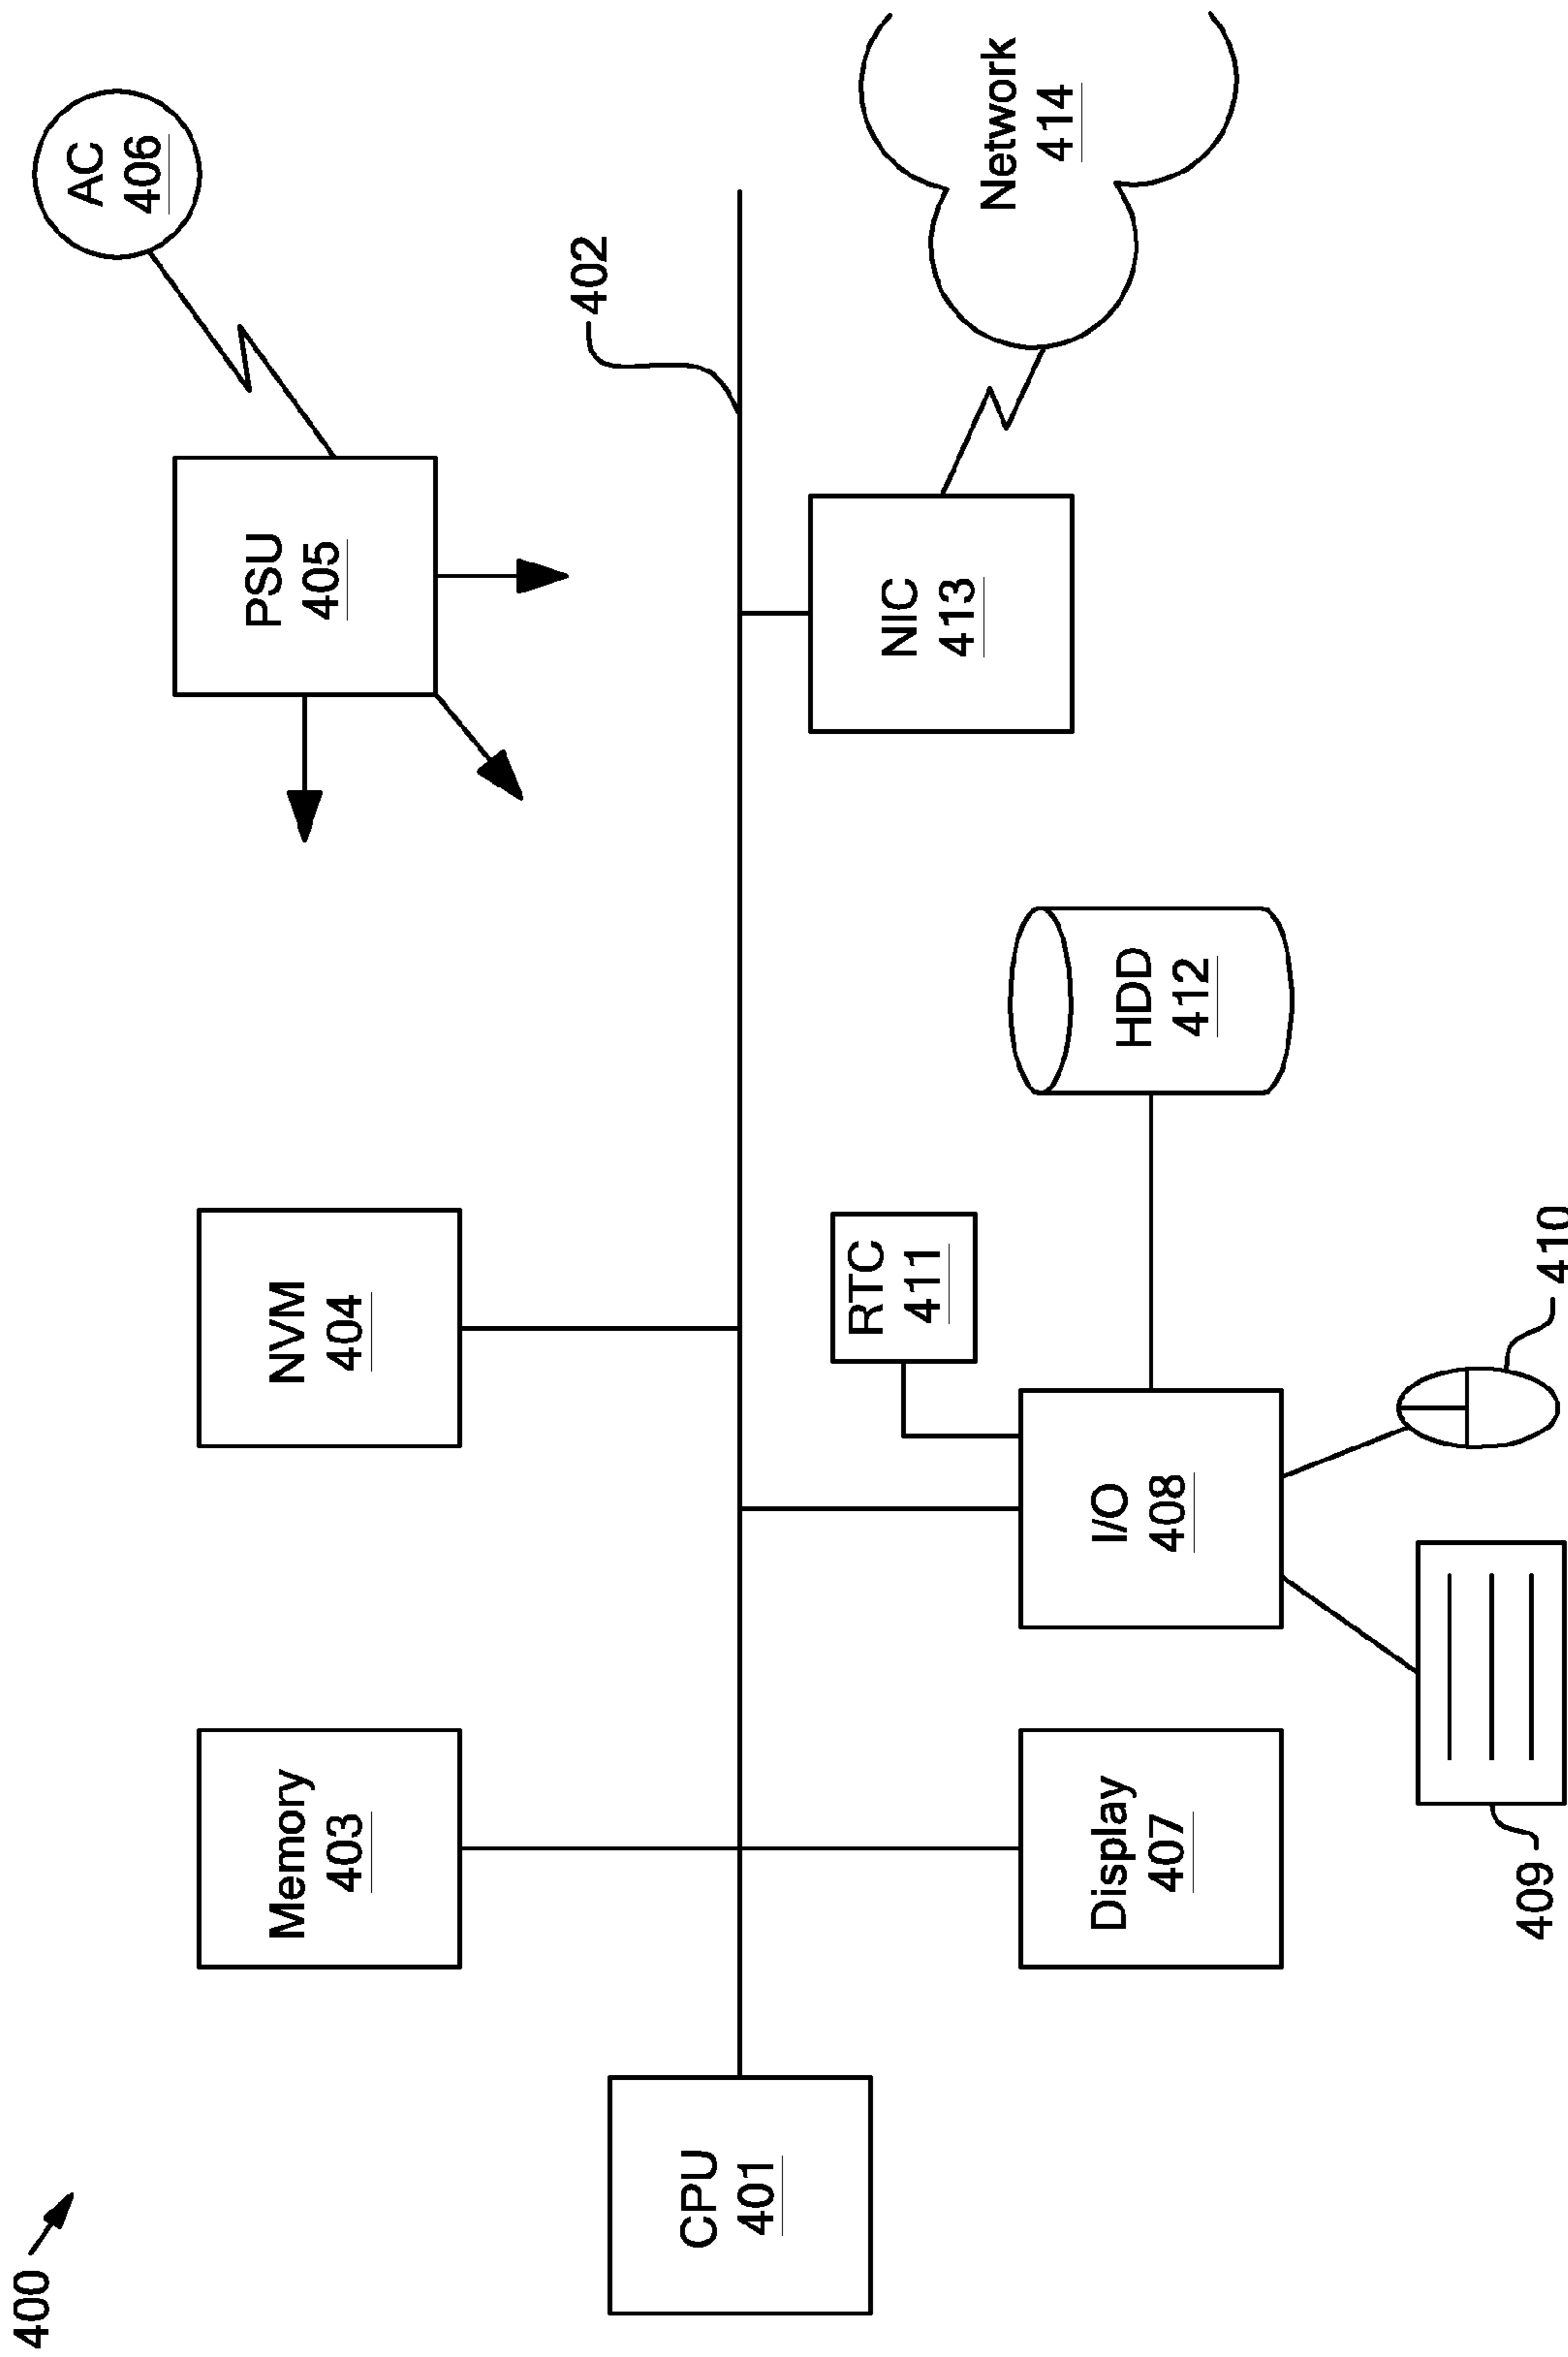 400
CPU
401
Memory
403
NVM
404
PSU
405
AC
406
402
Display
407
I/O
408
RTC
411
HDD
412
NIC
413
Network
414
409
410